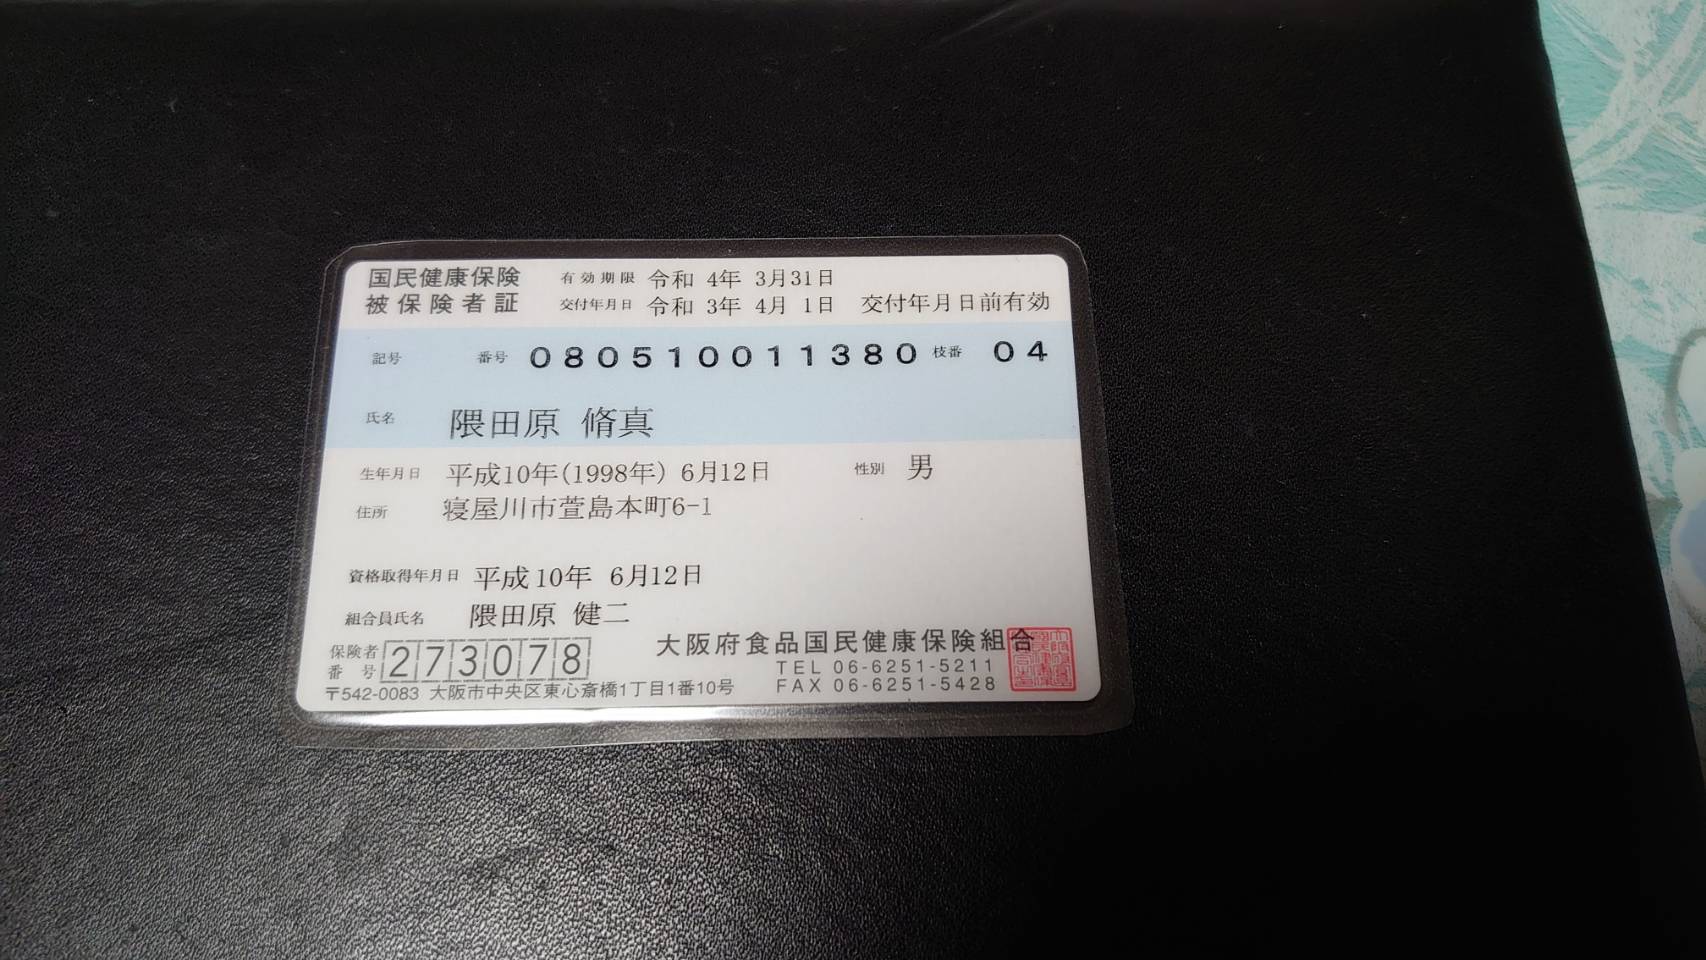 国民健康保険 有効期限 令和 4年 3月31日
被保険者証 交付年月日 令和 3年 4月 1日 交付年月日前有効
記号 番号 080510011380 枝番 04
氏名 隈田原 脩真
生年月日 平成10年(1998年) 6月12日 性別 男
住所 寝屋川市萱島本町6-1
資格取得年月日 平成10年 6月12日
組合員氏名 隈田原 健二
保険者番号 273078 大阪府食品国民健康保険組合
TEL 06-6251-5211
FAX 06-6251-5428
〒542-0083 大阪市中央区東心斎橋1丁目1番10号